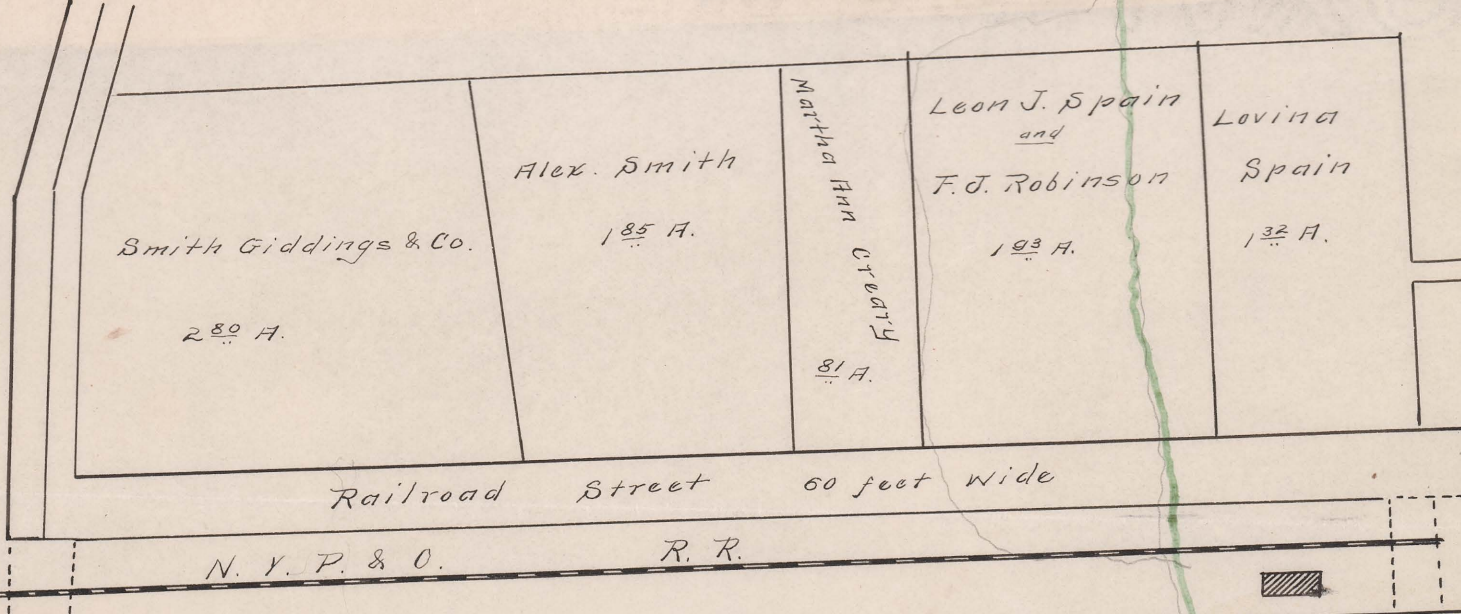 Smith Giddings & Co.
2 80 A.
Alex. Smith
1 85 A.
Martha Ann Creary
81 A.
Leon J. Spain
and
F. J. Robinson
1 93 A.
Lovina
Spain
1 32 A.
Railroad Street 60 feet Wide
N. Y. P. & O. R. R.